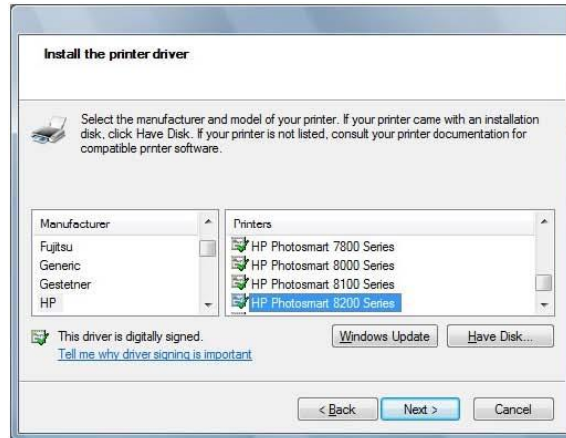 Install the printer driver
Select the manufacturer and model of your printer. If your printer came with an installation
disk, click Have Disk. If your printer is not listed, consult your printer documentation for
compatible printer software.
Manufacturer
Fujitsu
Generic
Gestetner
HP
Printers
HP Photosmart 7800 Series
HP Photosmart 8000 Series
HP Photosmart 8100 Series
HP Photosmart 8200 Series
This driver is digitally signed.
Tell me why driver signing is important
Windows Update
Have Disk...
< Back
Next >
Cancel